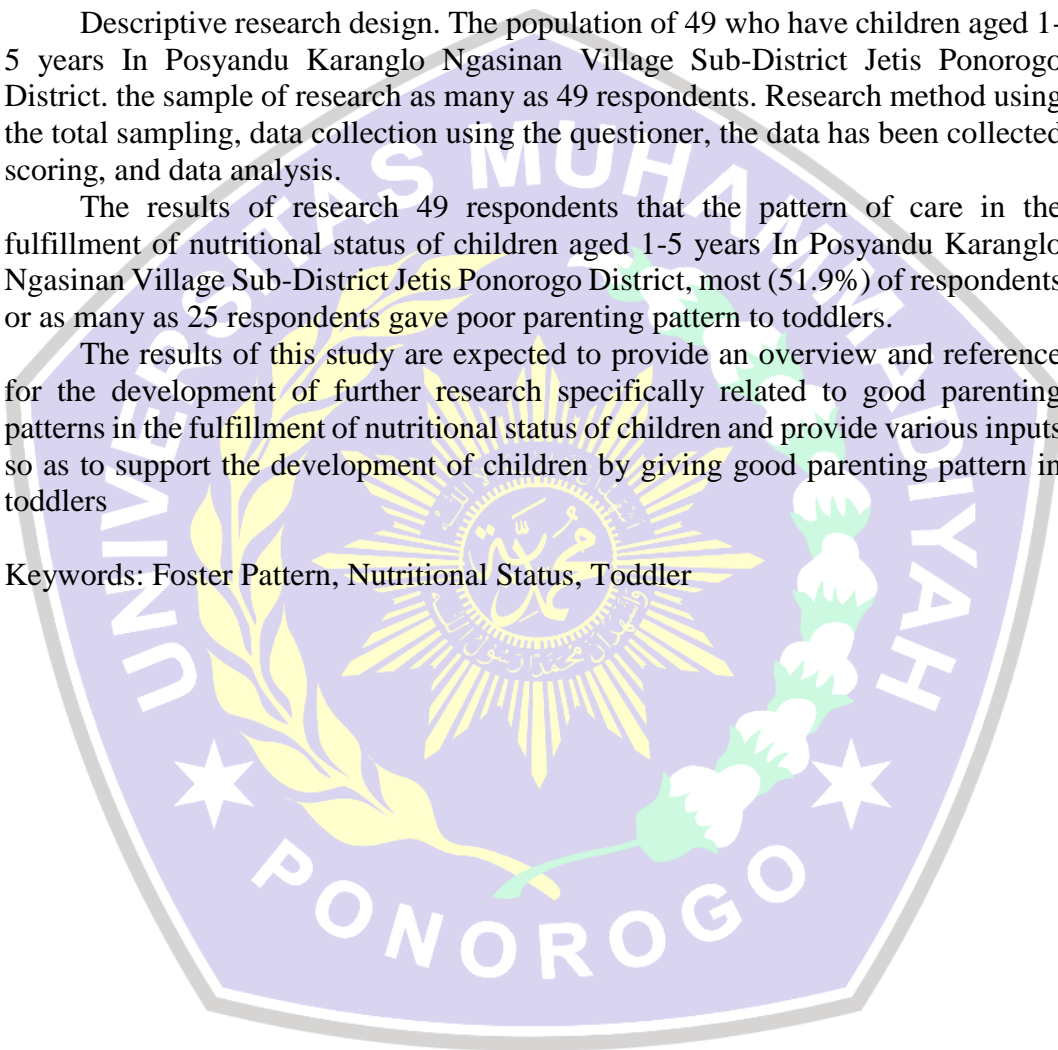 Descriptive research design. The population of 49 who have children aged 1-
5 years In Posyandu Karanglo Ngasinan Village Sub-District Jetis Ponorogo
District. the sample of research as many as 49 respondents. Research method using
the total sampling, data collection using the questioner, the data has been collected
scoring, and data analysis.
The results of research 49 respondents that the pattern of care in the
fulfillment of nutritional status of children aged 1-5 years In Posyandu Karanglo
Ngasinan Village Sub-District Jetis Ponorogo District, most (51.9%) of respondents
or as many as 25 respondents gave poor parenting pattern to toddlers.
The results of this study are expected to provide an overview and reference
for the development of further research specifically related to good parenting
patterns in the fulfillment of nutritional status of children and provide various inputs
so as to support the development of children by giving good parenting pattern in
toddlers
Keywords: Foster Pattern, Nutritional Status, Toddler
UNIVERSITAS MUHAMMADIYAH
PONOROGO